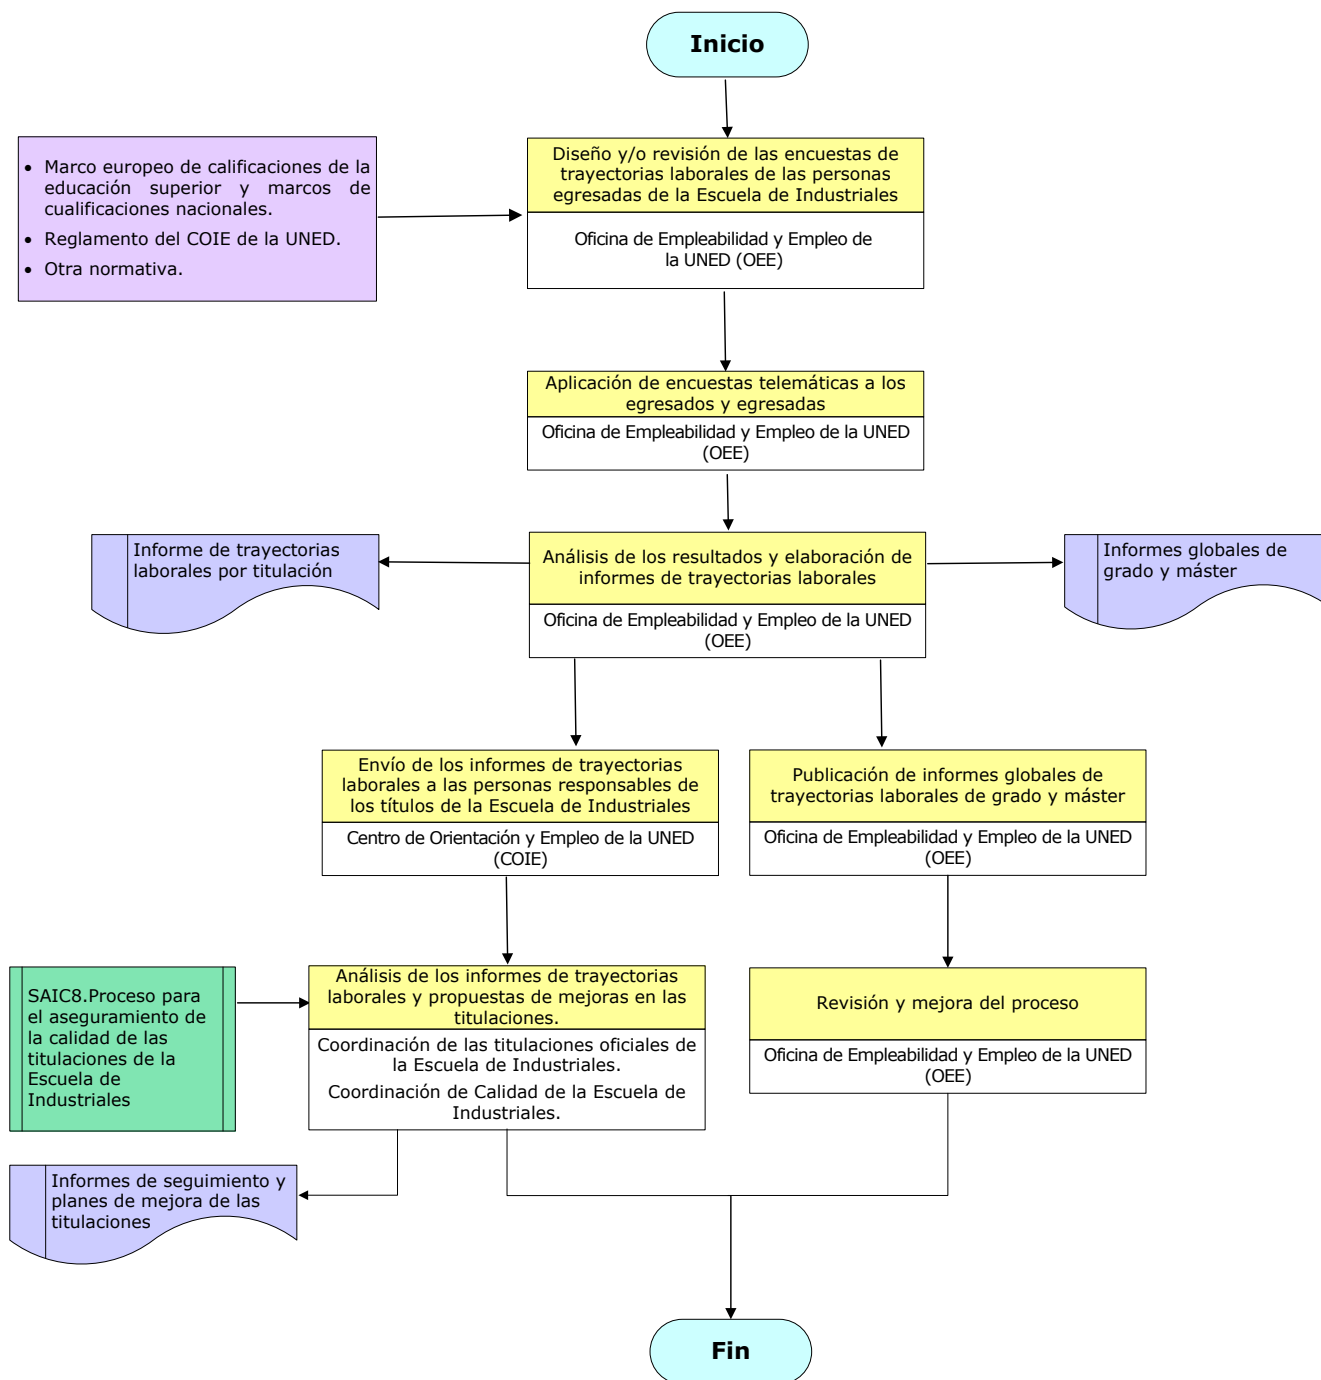 Inicio
• Marco europeo de calificaciones de la
educación superior y marcos de
cualificaciones nacionales.
• Reglamento del COIE de la UNED.
• Otra normativa.
Diseño y/o revisión de las encuestas de
trayectorias laborales de las personas
egresadas de la Escuela de Industriales
Oficina de Empleabilidad y Empleo de
la UNED (OEE)
Aplicación de encuestas telemáticas a los
egresados y egresadas
Oficina de Empleabilidad y Empleo de la UNED
(OEE)
Informe de trayectorias
laborales por titulación
Análisis de los resultados y elaboración de
informes de trayectorias laborales
Oficina de Empleabilidad y Empleo de la UNED
(OEE)
Informes globales de
grado y máster
Envío de los informes de trayectorias
laborales a las personas responsables de
los títulos de la Escuela de Industriales
Centro de Orientación y Empleo de la UNED
(COIE)
Publicación de informes globales de
trayectorias laborales de grado y máster
Oficina de Empleabilidad y Empleo de la UNED
(OEE)
SAIC8.Proceso para
el aseguramiento de
la calidad de las
titulaciones de la
Escuela de
Industriales
Análisis de los informes de trayectorias
laborales y propuestas de mejoras en las
titulaciones.
Coordinación de las titulaciones oficiales de
la Escuela de Industriales.
Coordinación de Calidad de la Escuela de
Industriales.
Revisión y mejora del proceso
Oficina de Empleabilidad y Empleo de la UNED
(OEE)
Informes de seguimiento y
planes de mejora de las
titulaciones
Fin